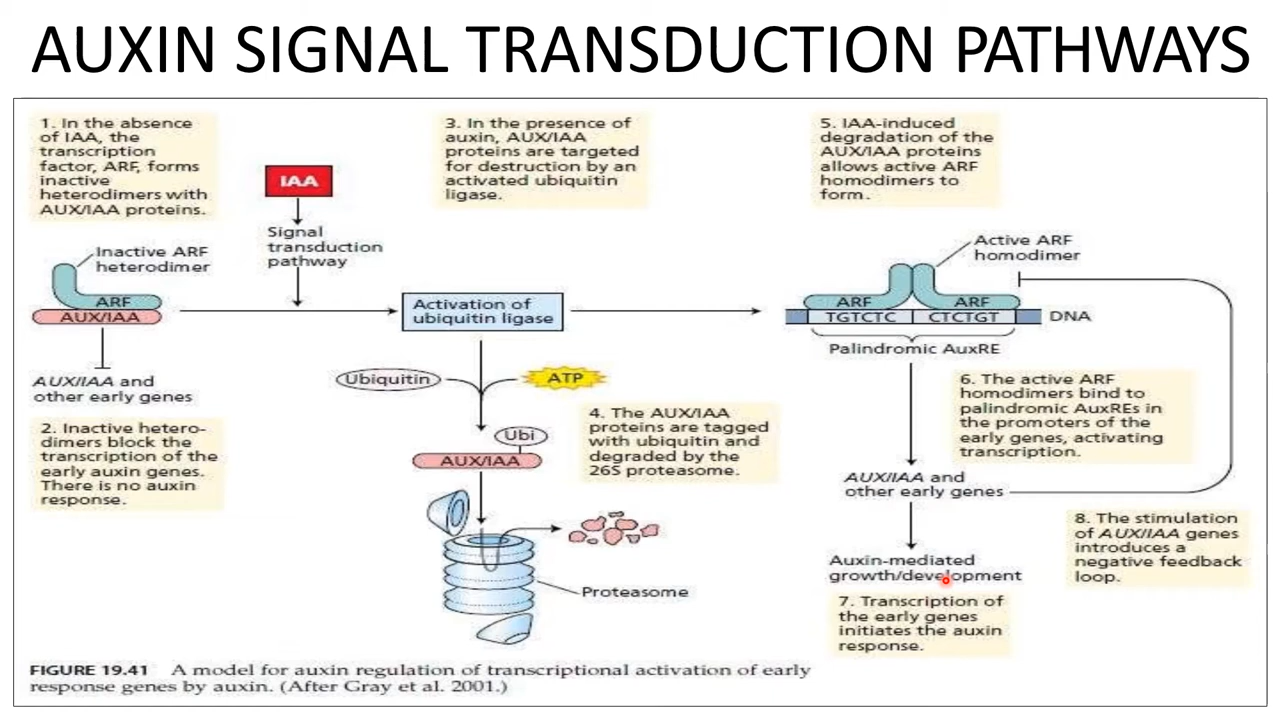 AUXIN SIGNAL TRANSDUCTION PATHWAYS
1. In the absence
of IAA, the
transcription
factor, ARF, forms
inactive
heterodimers with
AUX/IAA proteins.
IAA
Signal
transduction
pathway
3. In the presence of
auxin, AUX/IAA
proteins are targeted
for destruction by an
activated ubiquitin
ligase.
5. IAA-induced
degradation of the
AUX/IAA proteins
allows active ARF
homodimers to
form.
Inactive ARF
heterodimer
ARF
AUX/IAA
Activation of
ubiquitin ligase
Active ARF
homodimer
ARF
ARF
TGTCTC
CTCTGT
DNA
Palindromic AuxRE
AUX/IAA and
other early genes
2. Inactive hetero-
dimers block the
transcription of the
early auxin genes.
There is no auxin
response.
Ubiquitin
ATP
Ubi
AUX/IAA
4. The AUX/IAA
proteins are tagged
with ubiquitin and
degraded by the
26S proteasome.
Proteasome
6. The active ARF
homodimers bind to
palindromic AuxREs in
the promoters of the
early genes, activating
transcription.
AUX/IAA and
other early genes
Auxin-mediated
growth/development
7. Transcription of
the early genes
initiates the auxin
response.
8. The stimulation
of AUX/IAA genes
introduces a
negative feedback
loop.
FIGURE 19.41 A model for auxin regulation of transcriptional activation of early
response genes by auxin. (After Gray et al. 2001.)